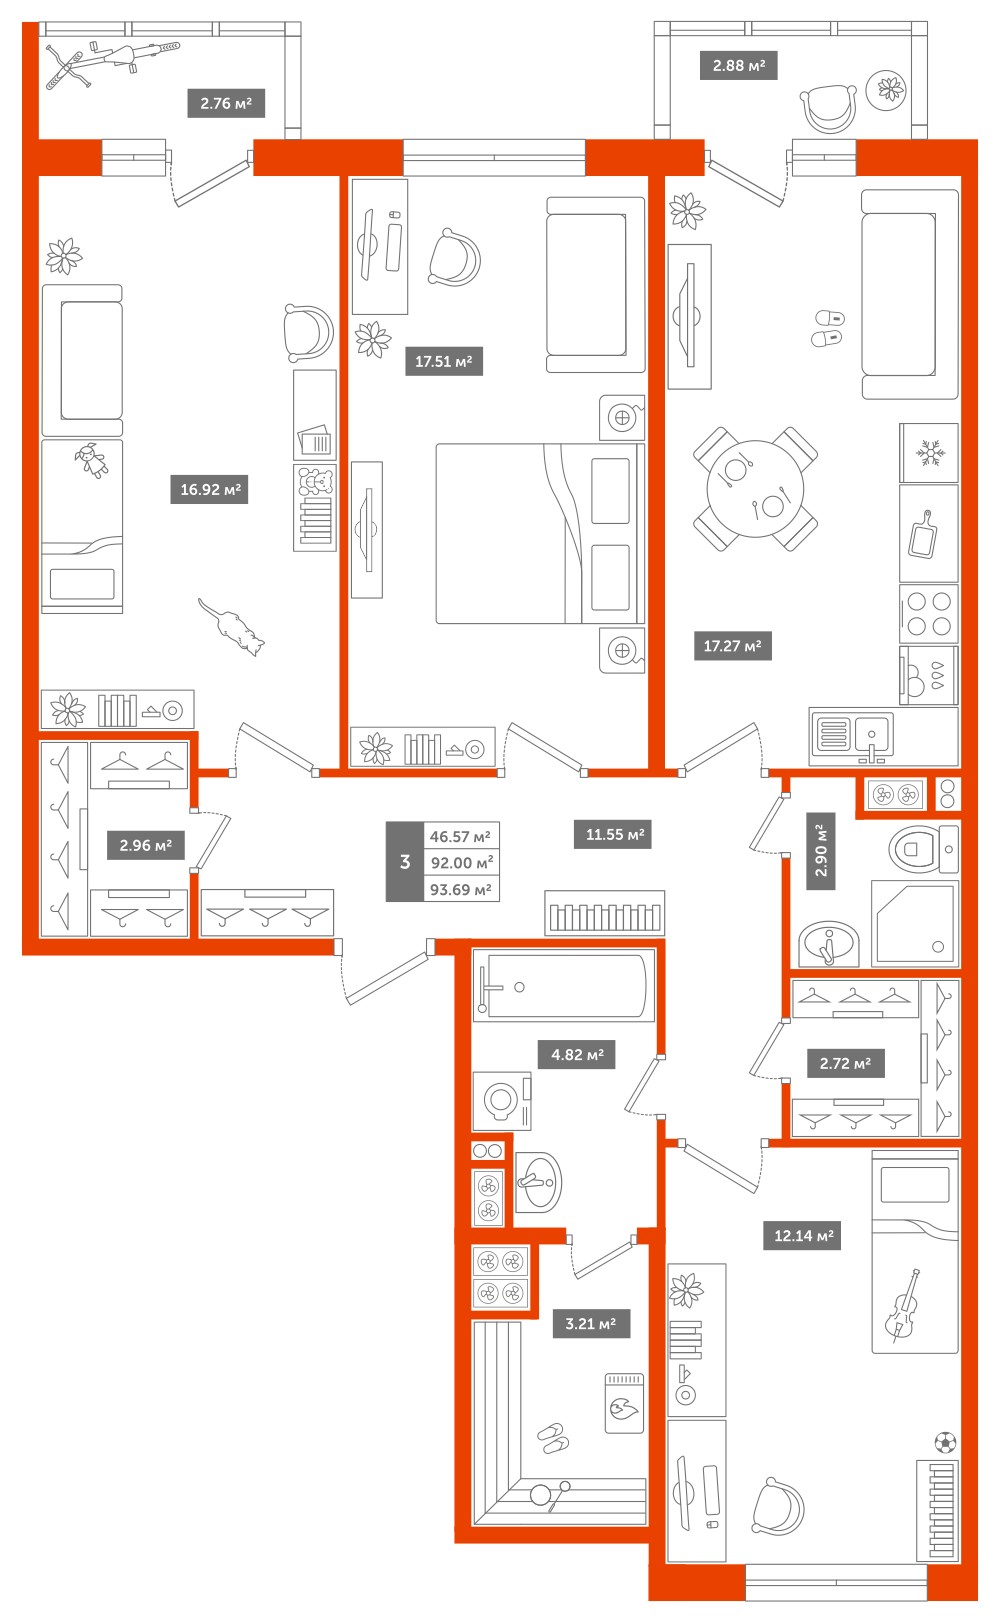 2.88 м²
2.76 м²
17.51 м²
16.92 м²
17.27 м²
3
46.57 м²
92.00 м²
93.69 м²
11.55 м²
2.96 м²
2.90 м²
4.82 м²
2.72 м²
12.14 м²
3.21 м²